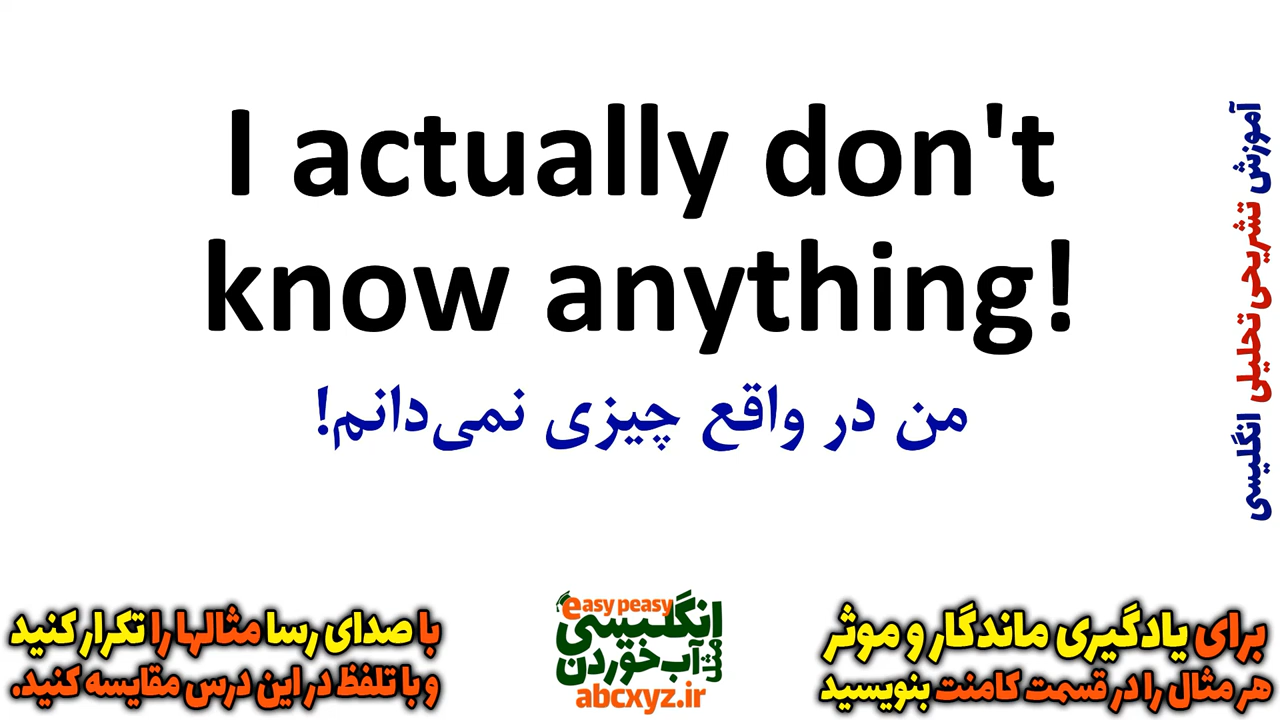 I actually don't
know anything!
من در واقع چیزی نمی‌دانم!
آموزش تشریحی تحلیلی انگلیسی
با صدای رسا مثالها را تکرار کنید
و با تلفظ در این درس مقایسه کنید.
easy peasy
انگلیسی
مثل آب خوردن
abcxyz.ir
برای یادگیری ماندگار و موثر
هر مثال را در قسمت کامنت بنویسید